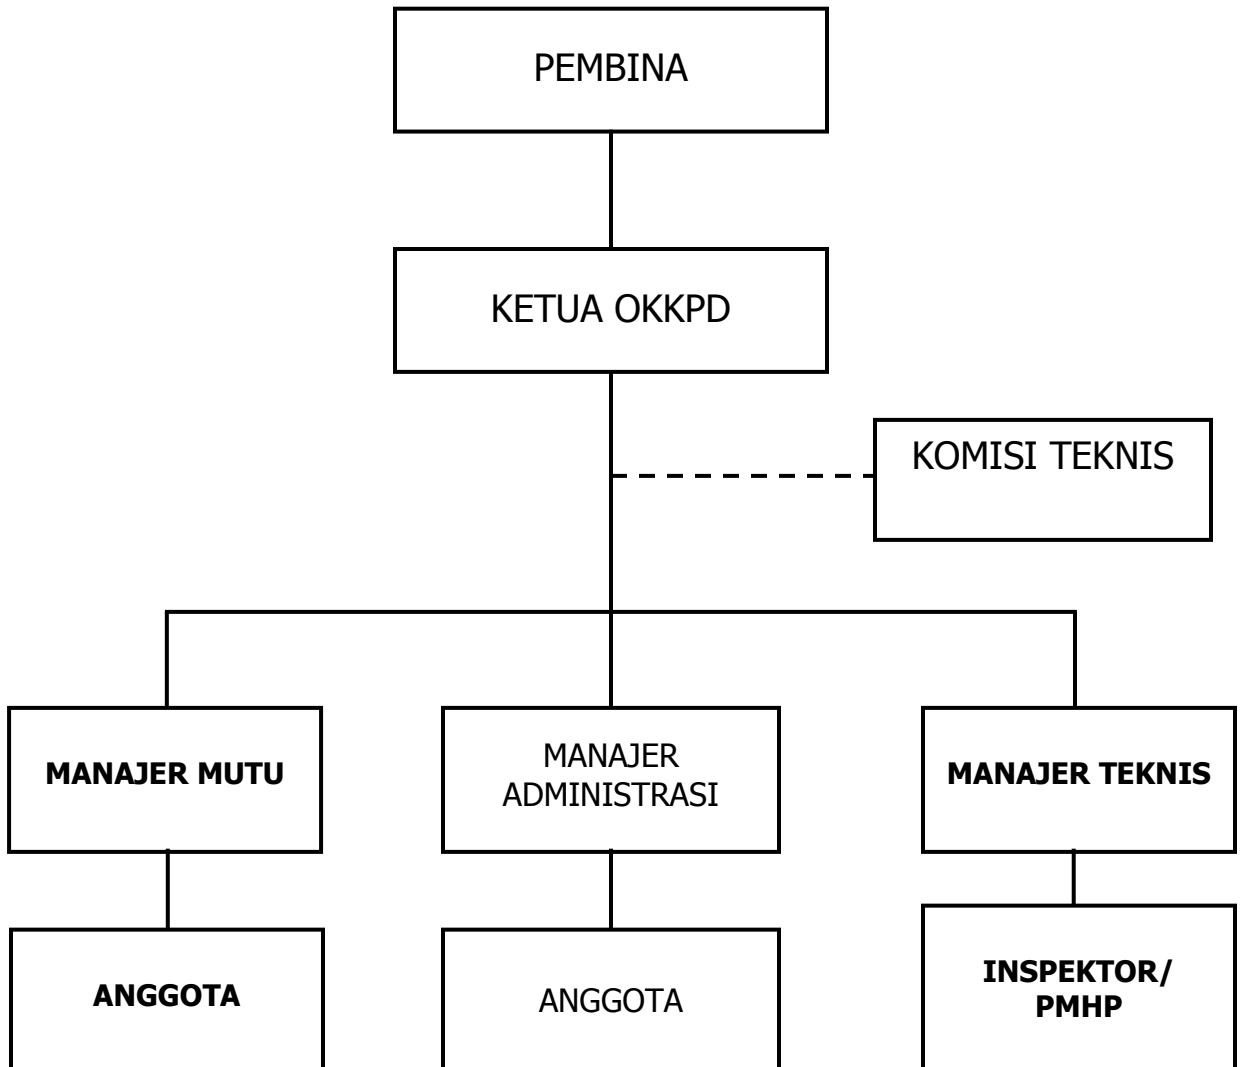 PEMBINA
KETUA OKKPD
KOMISI TEKNIS
MANAJER MUTU
MANAJER
ADMINISTRASI
MANAJER TEKNIS
ANGGOTA
ANGGOTA
INSPEKTOR/
PMHP